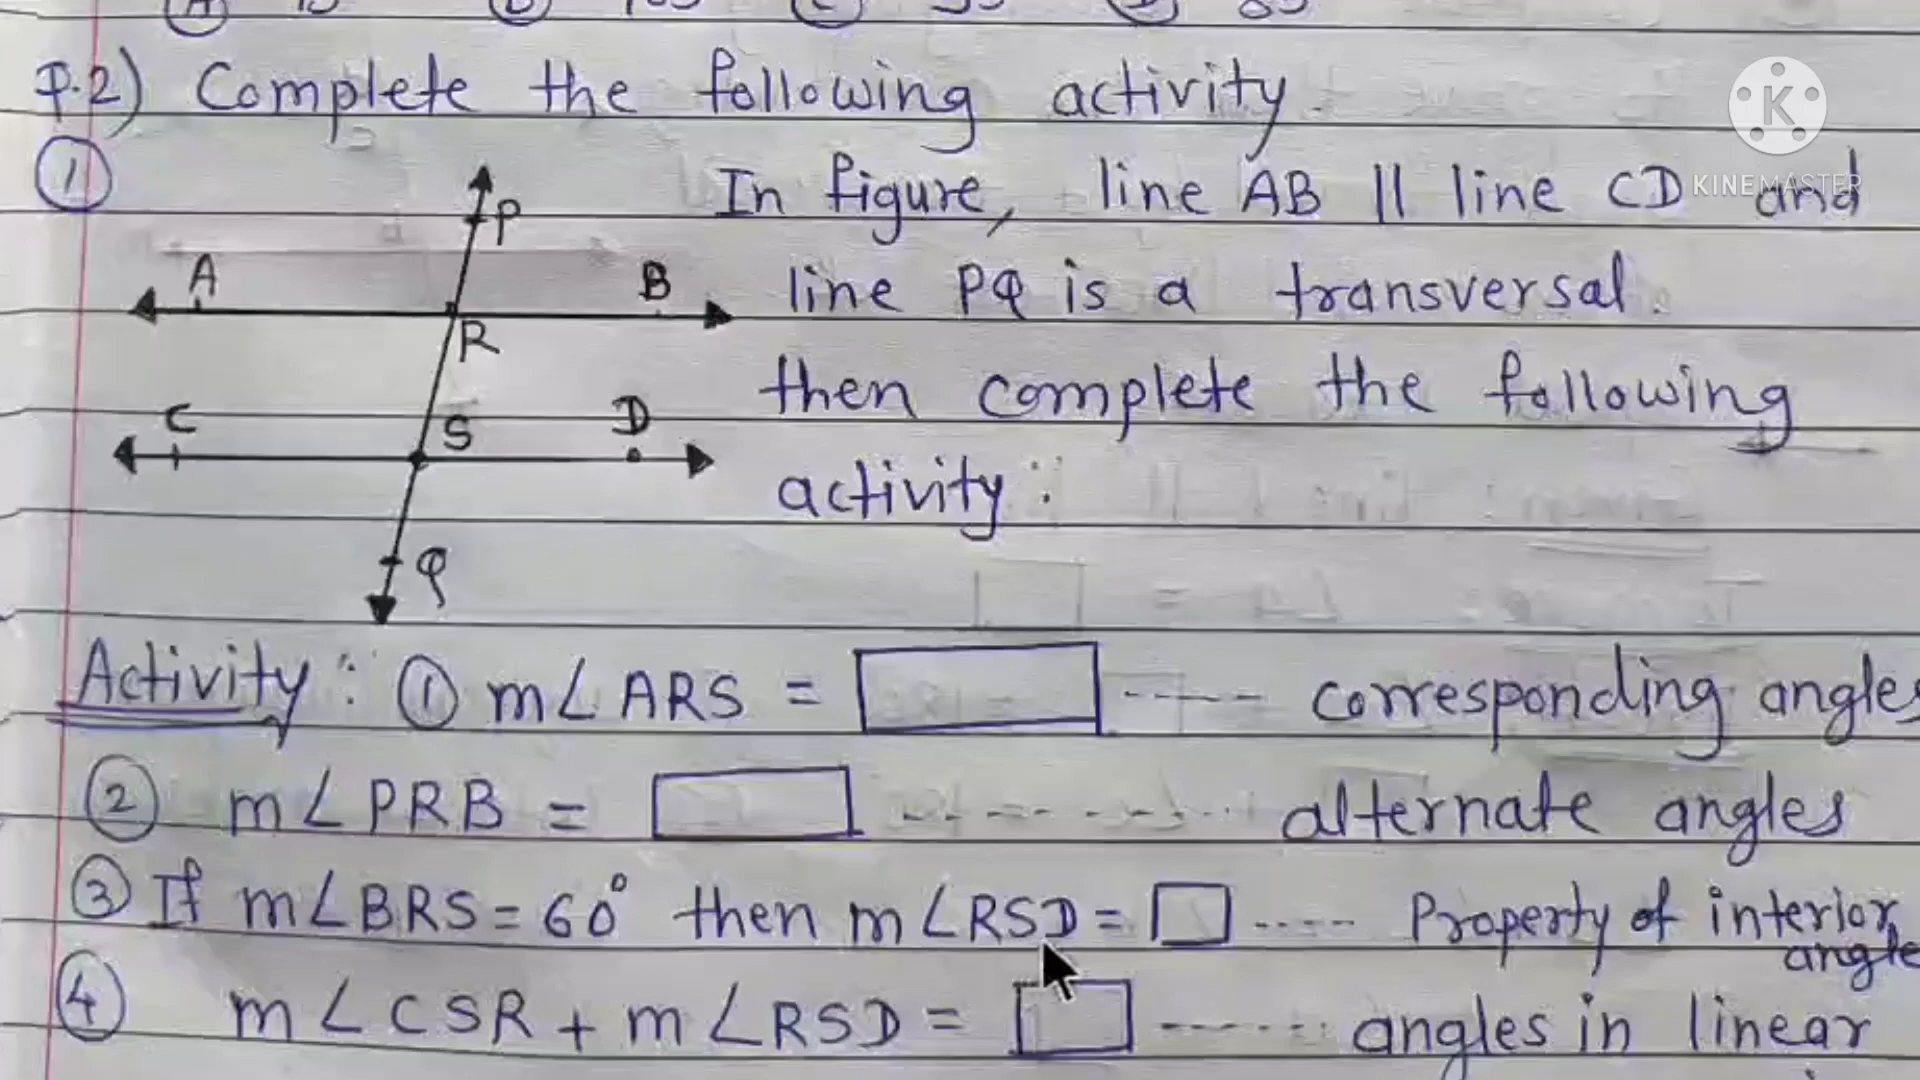 P.2) Complete the following activity.
①
In figure, line AB || line CD and
line PQ is a transversal.
then complete the following
activity :
P
A
B
R
C
S
D
Q
K
KINEMASTER
Activity : ① m∠ARS = ---- corresponding angles
② m∠PRB = ------- alternate angles
③ If m∠BRS = 60° then m∠RSD = ---- Property of interior
angle
④ m∠CSR + m∠RSD = ----- angles in linear